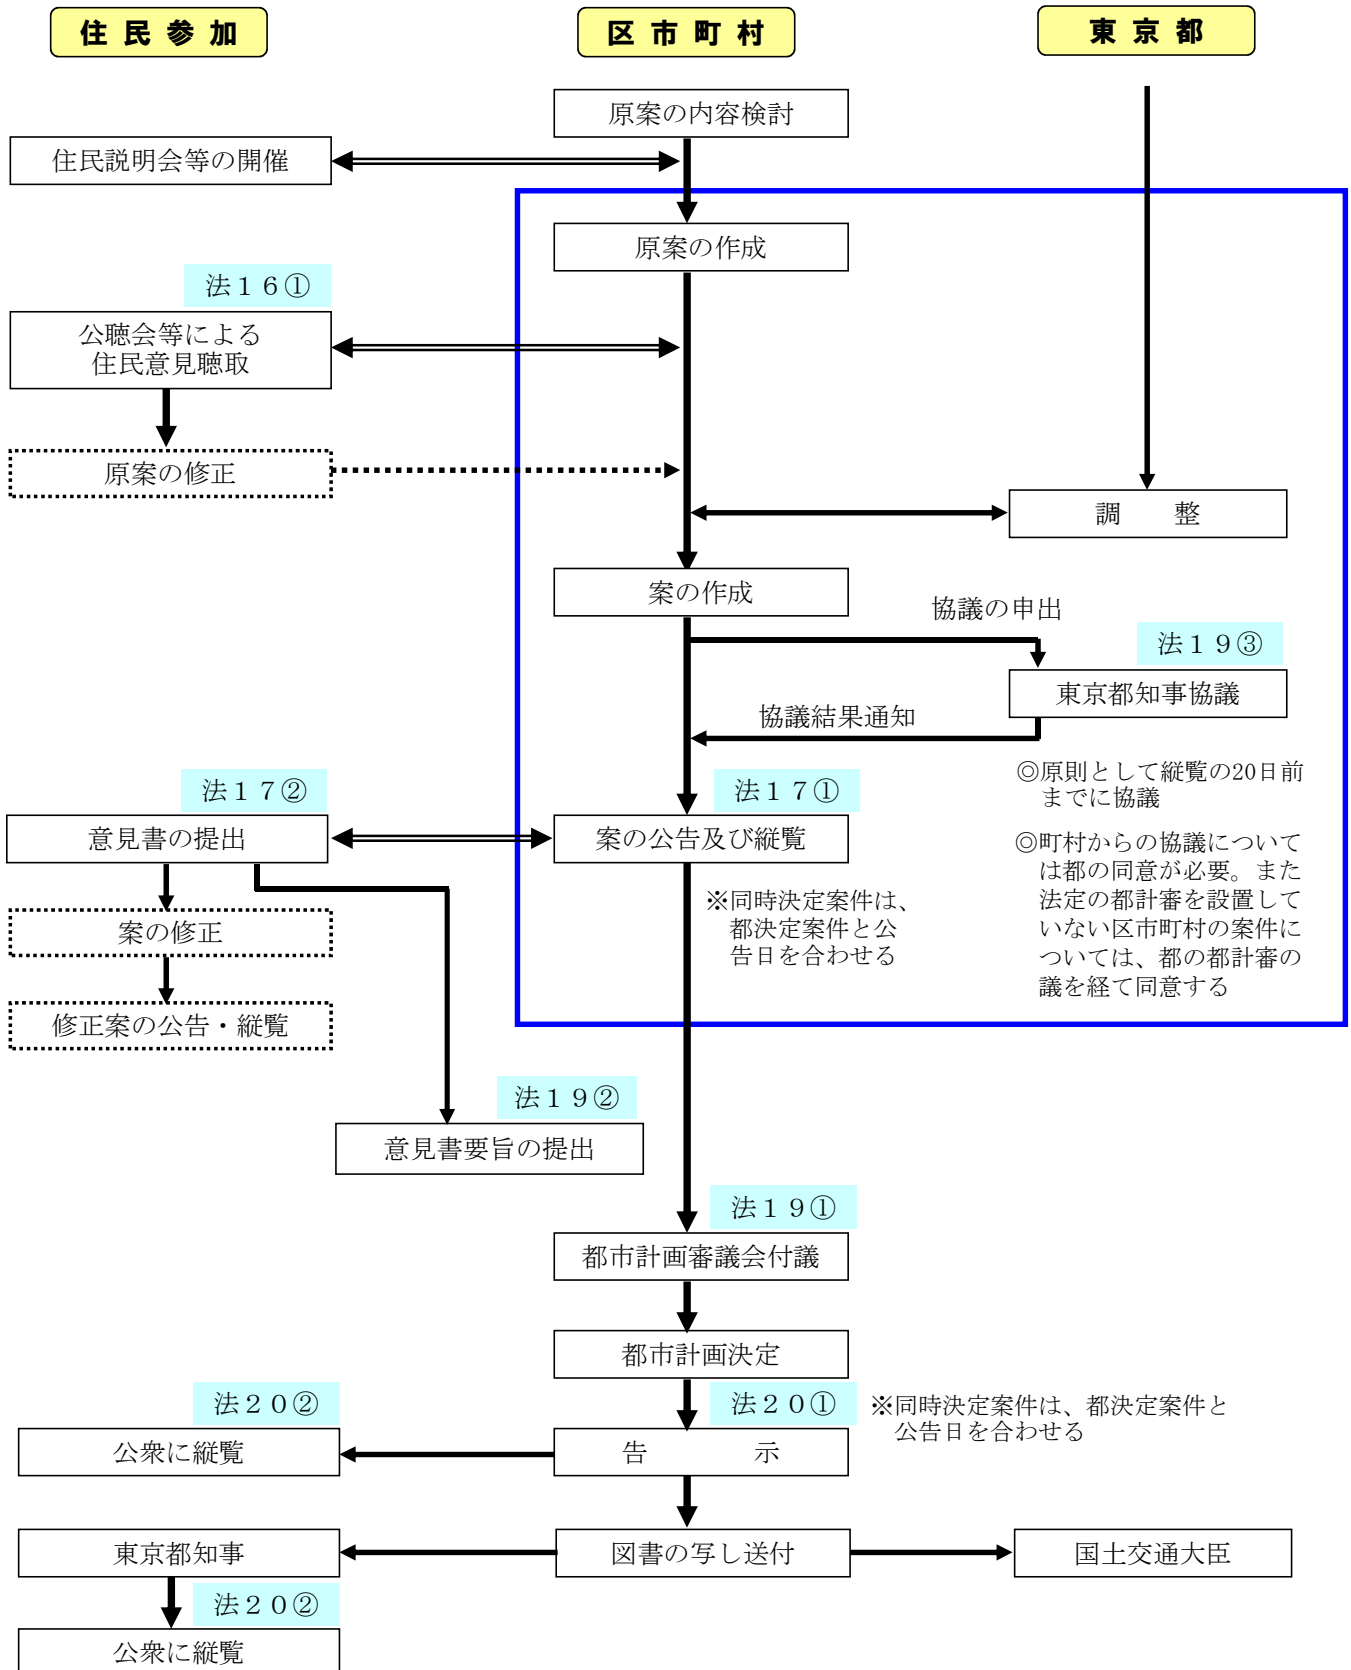 住民参加
区市町村
東京都
原案の内容検討
住民説明会等の開催
原案の作成
法１６①
公聴会等による
住民意見聴取
原案の修正
調　整
案の作成
協議の申出
法１９③
東京都知事協議
協議結果通知
◎原則として縦覧の20日前
までに協議
法１７②
法１７①
意見書の提出
案の公告及び縦覧
◎町村からの協議について
は都の同意が必要。また
法定の都計審を設置して
いない区市町村の案件に
ついては、都の都計審の
議を経て同意する
※同時決定案件は、
都決定案件と公
告日を合わせる
案の修正
修正案の公告・縦覧
法１９②
意見書要旨の提出
法１９①
都市計画審議会付議
都市計画決定
法２０②
法２０①
※同時決定案件は、都決定案件と
公告日を合わせる
公衆に縦覧
告　示
東京都知事
図書の写し送付
国土交通大臣
法２０②
公衆に縦覧